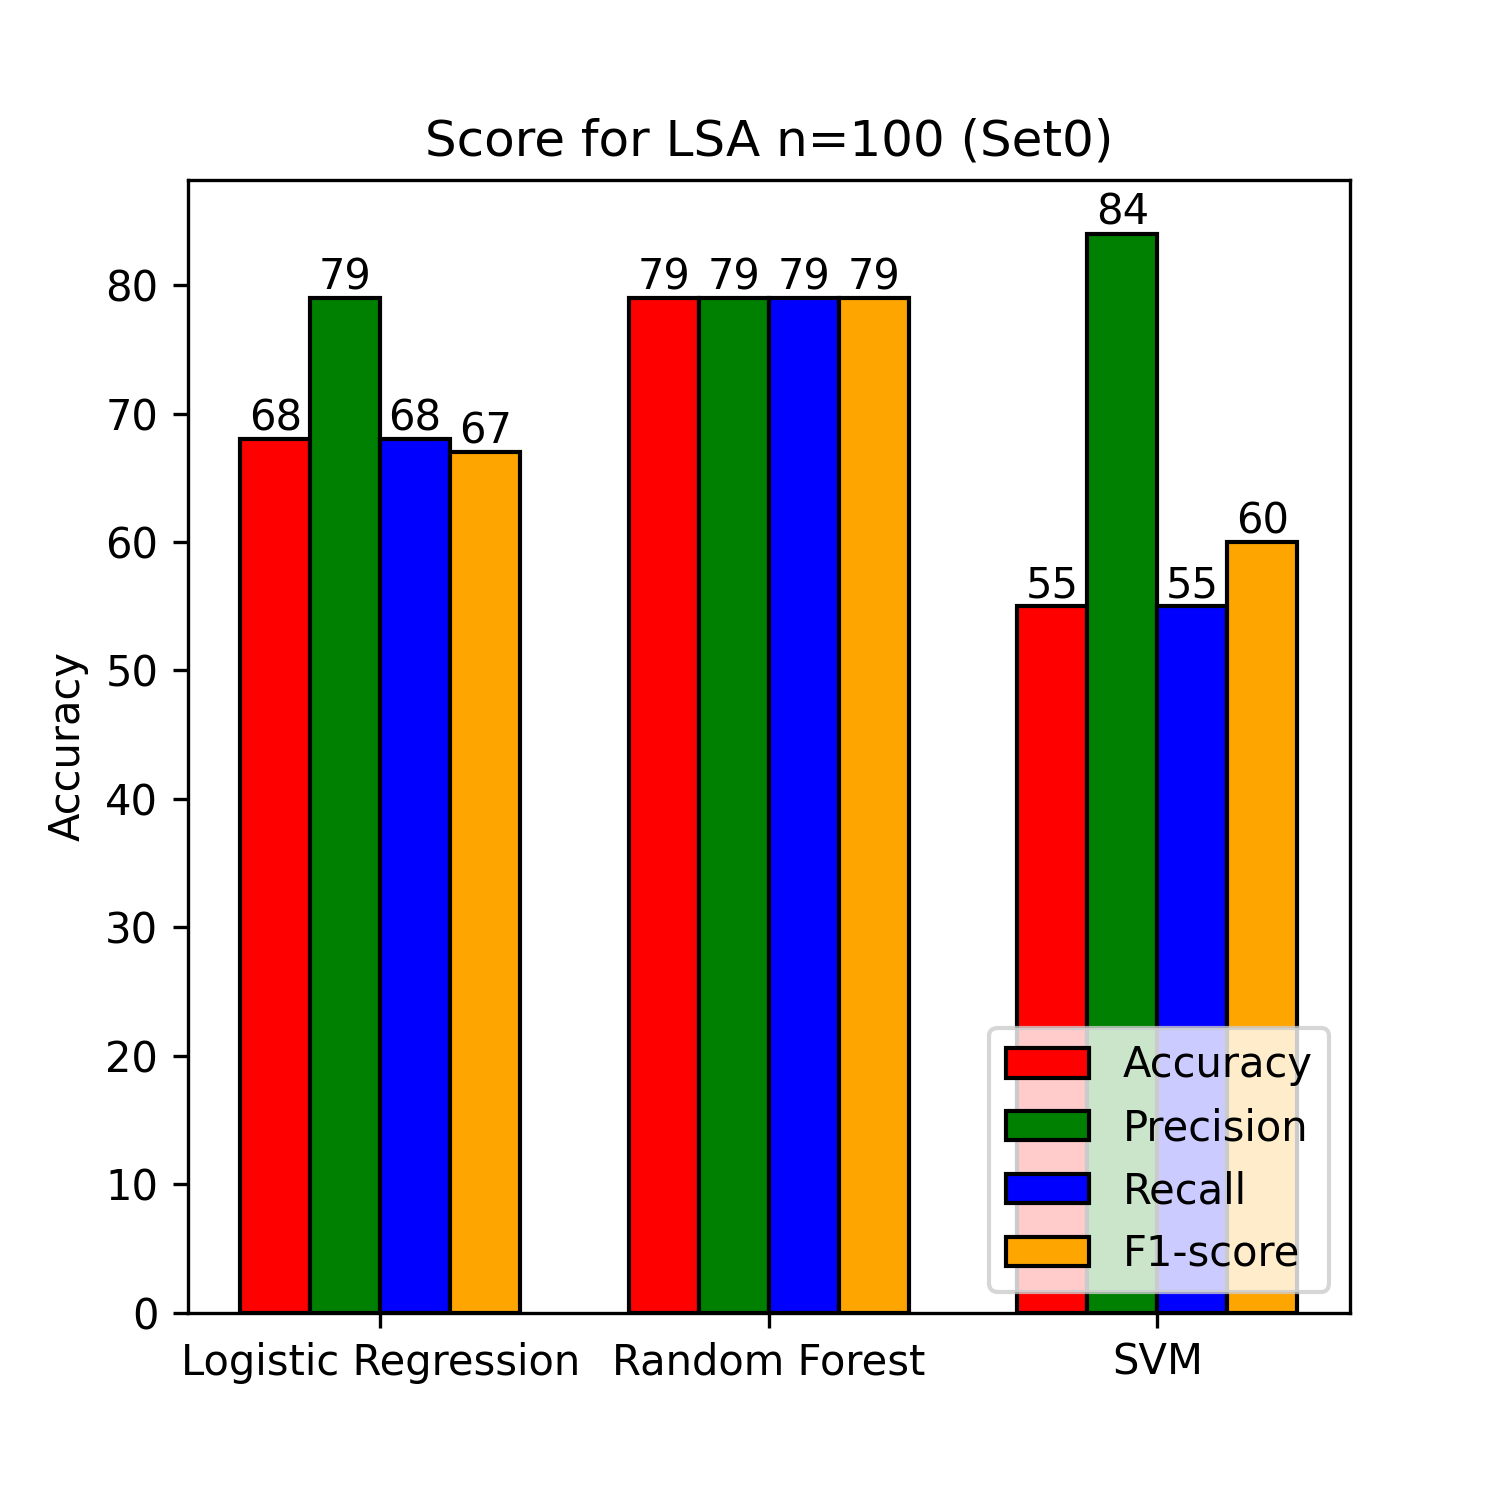 Score for LSA n=100 (Set0)
84
79
79 79 79 79
80
68
68
67
70
60
60
55
55
50
Accuracy
40
30
20
10
0
Accuracy
Precision
Recall
F1-score
Logistic Regression
Random Forest
SVM